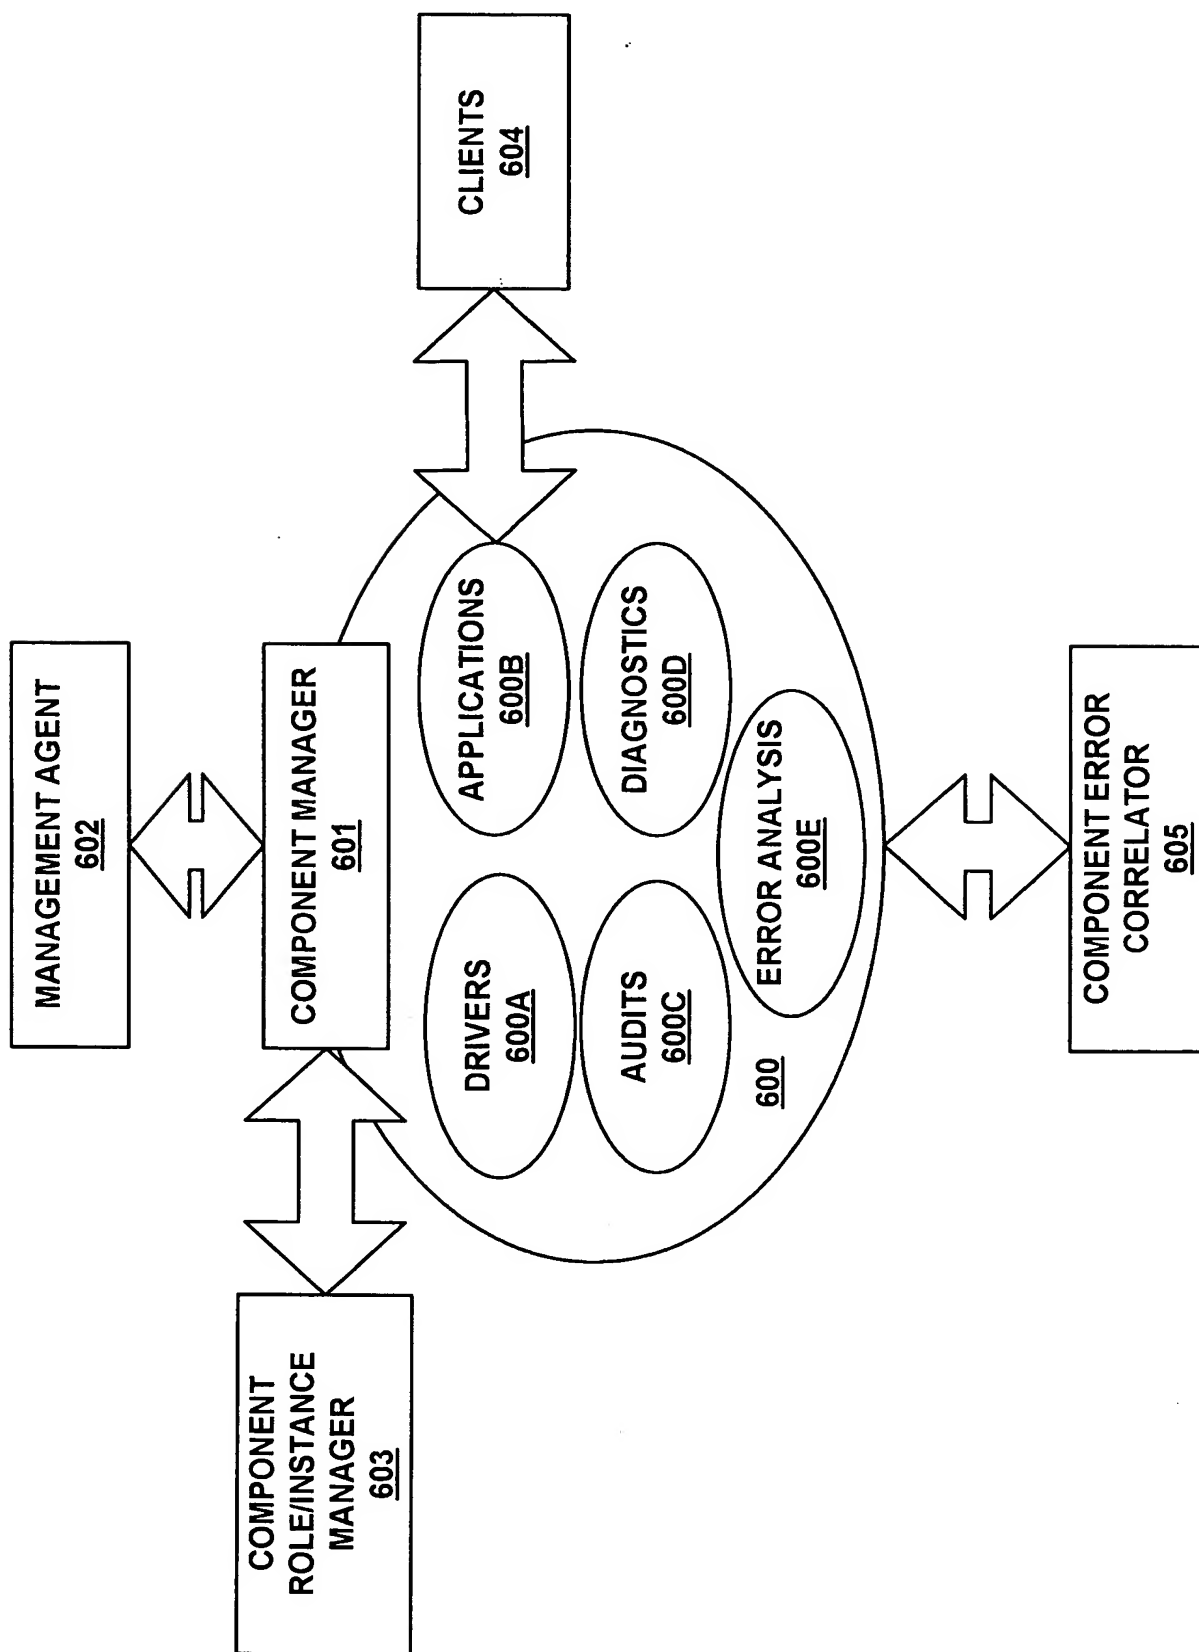 MANAGEMENT AGENT
602
COMPONENT
ROLE/INSTANCE
MANAGER
603
COMPONENT MANAGER
601
CLIENTS
604
DRIVERS
600A
APPLICATIONS
600B
AUDITS
600C
DIAGNOSTICS
600D
600
ERROR ANALYSIS
600E
COMPONENT ERROR
CORRELATOR
605